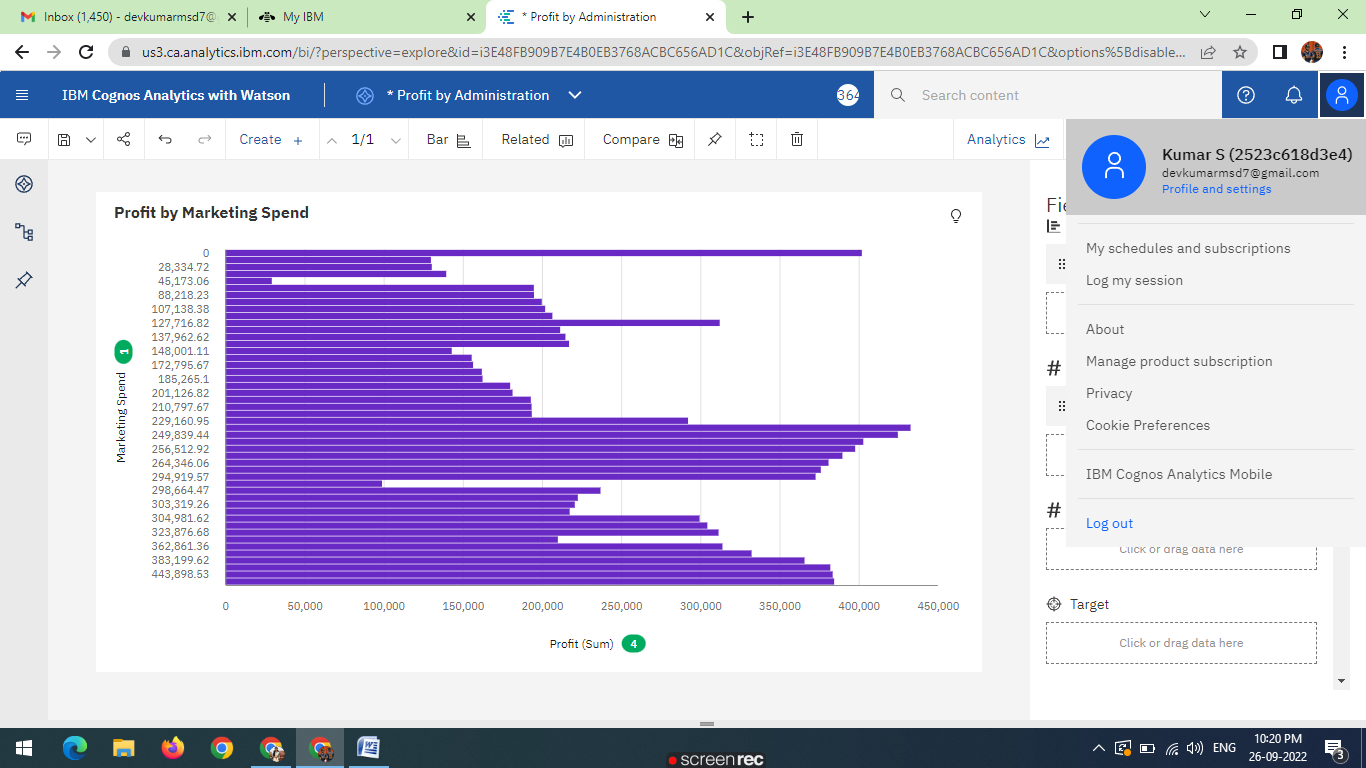 Inbox (1,450) - devkumarmsd7@
My IBM
* Profit by Administration
us3.ca.analytics.ibm.com/bi/?perspective=explore&id=i3E48FB909B7E4B0EB3768ACBC656AD1C&objRef=i3E48FB909B7E4B0EB3768ACBC656AD1C&options%5Bdisable...
IBM Cognos Analytics with Watson
* Profit by Administration
364
Search content
Create +
1/1
Bar
Related
Compare
Analytics
Kumar S (2523c618d3e4)
devkumarmsd7@gmail.com
Profile and settings
My schedules and subscriptions
Log my session
About
Manage product subscription
Privacy
Cookie Preferences
IBM Cognos Analytics Mobile
Log out
Click or drag data here
Target
Click or drag data here
Profit by Marketing Spend
Marketing Spend 1
0
28,334.72
45,173.06
88,218.23
107,138.38
127,716.82
137,962.62
148,001.11
172,795.67
185,265.1
201,126.82
210,797.67
229,160.95
249,839.44
256,512.92
264,346.06
294,919.57
298,664.47
303,319.26
304,981.62
323,876.68
362,861.36
383,199.62
443,898.53
0 50,000 100,000 150,000 200,000 250,000 300,000 350,000 400,000 450,000
Profit (Sum) 4
screenrec
ENG
10:20 PM
26-09-2022
3